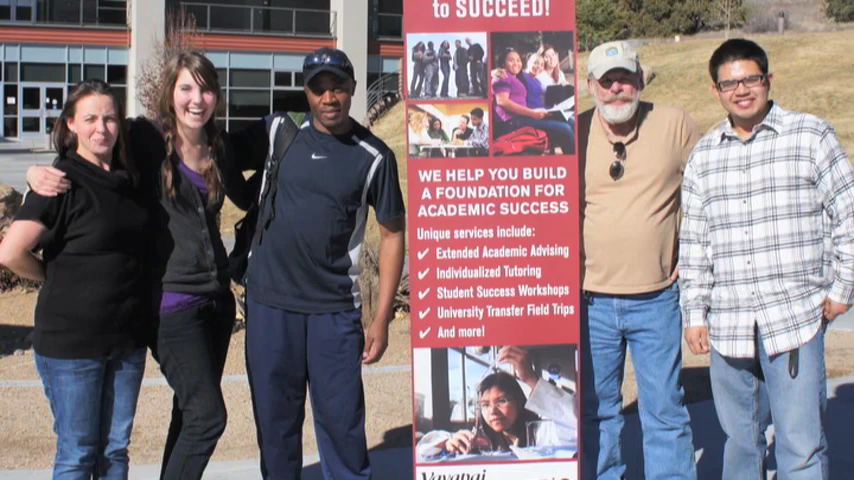 to SUCCEED!
WE HELP YOU BUILD
A FOUNDATION FOR
ACADEMIC SUCCESS
Unique services include:
✔ Extended Academic Advising
✔ Individualized Tutoring
✔ Student Success Workshops
✔ University Transfer Field Trips
✔ And more!
Yavapai